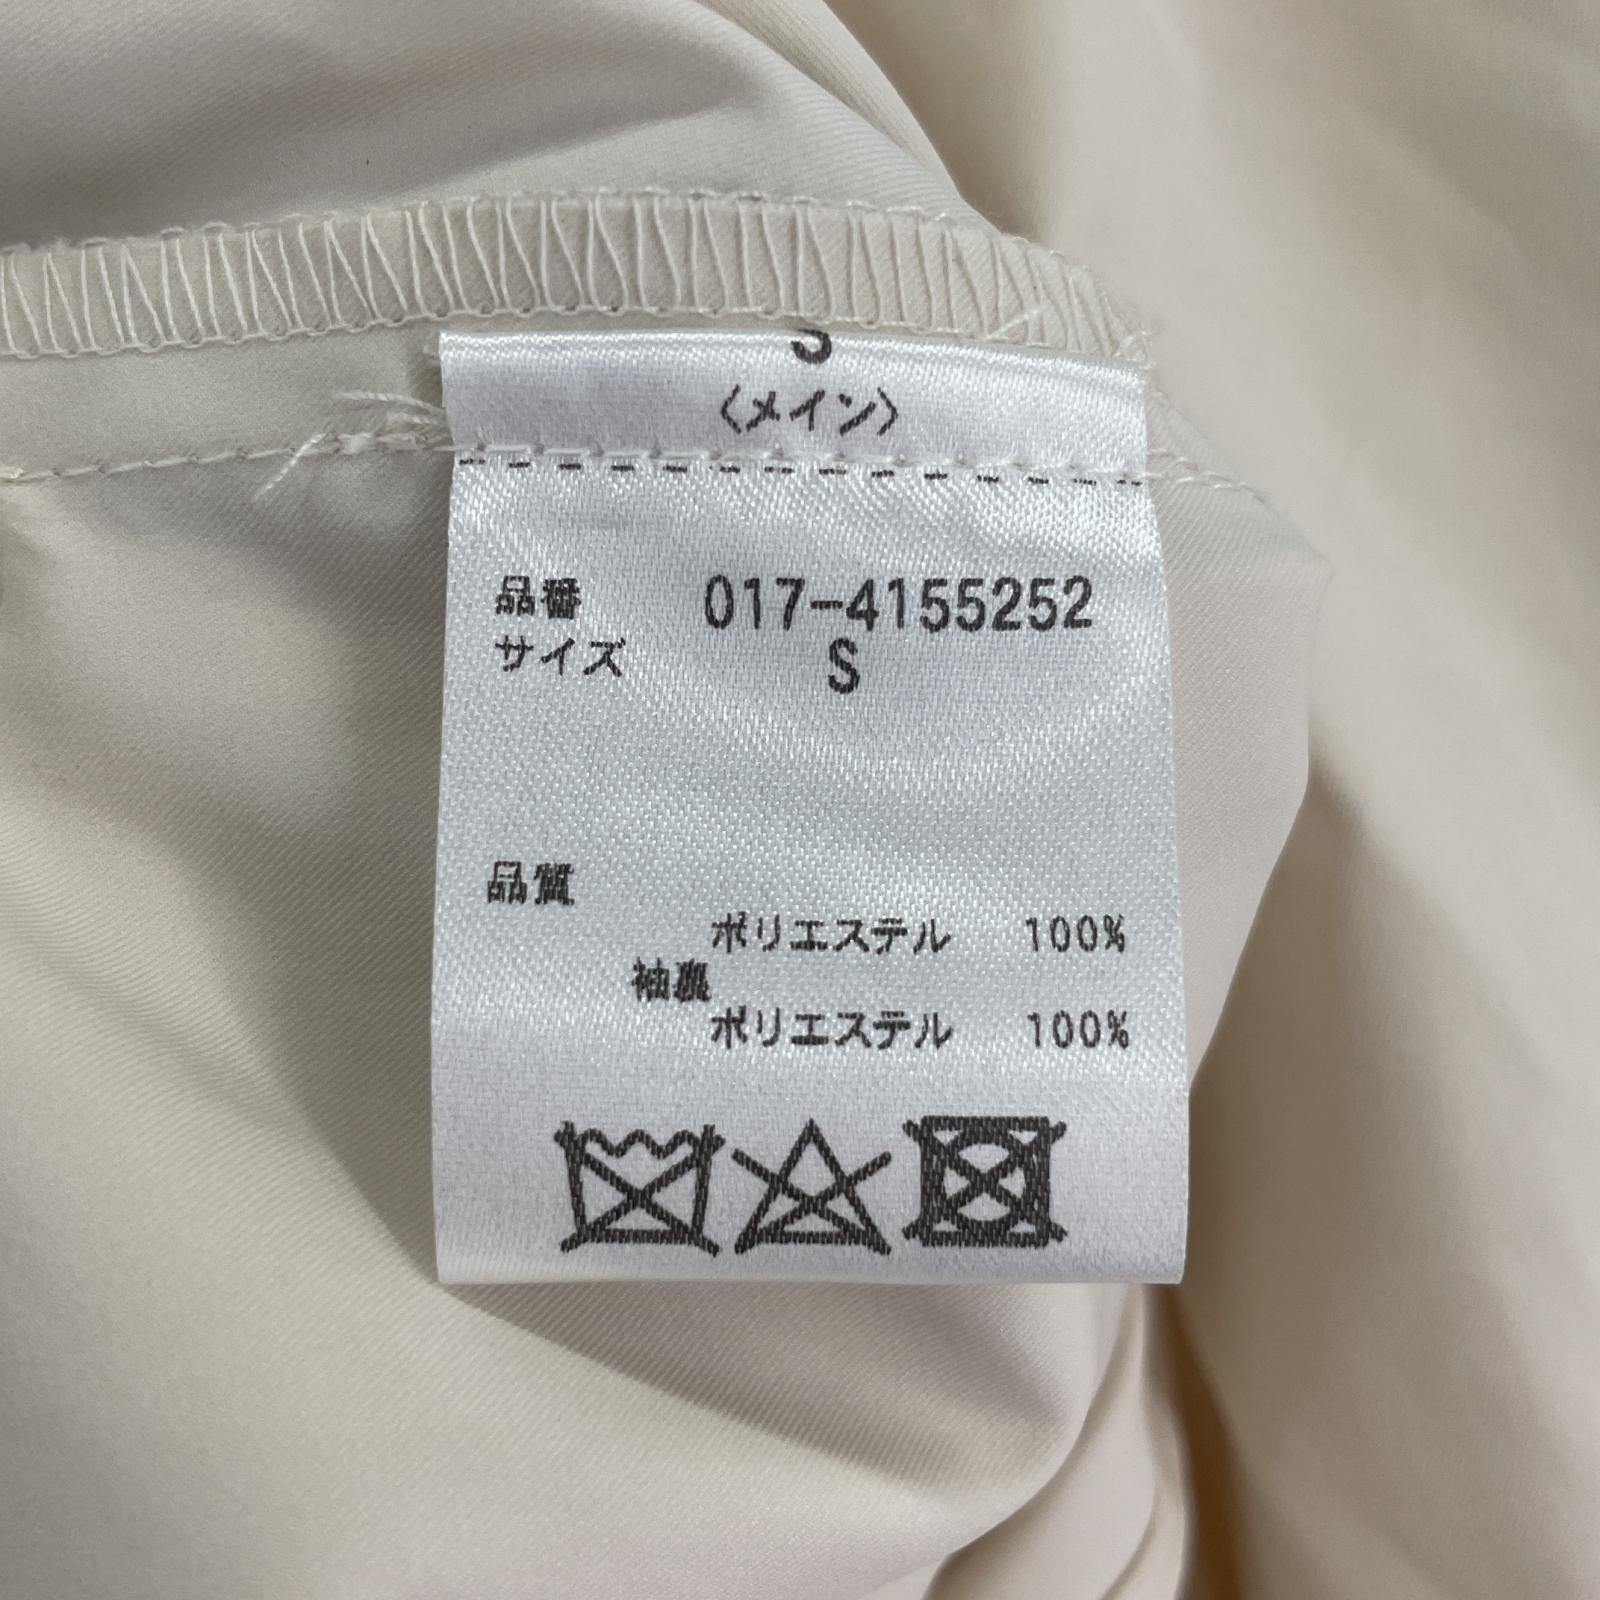 S
〈メイン〉
品番 017-4155252
サイズ S
品質
ポリエステル 100%
袖裏
ポリエステル 100%